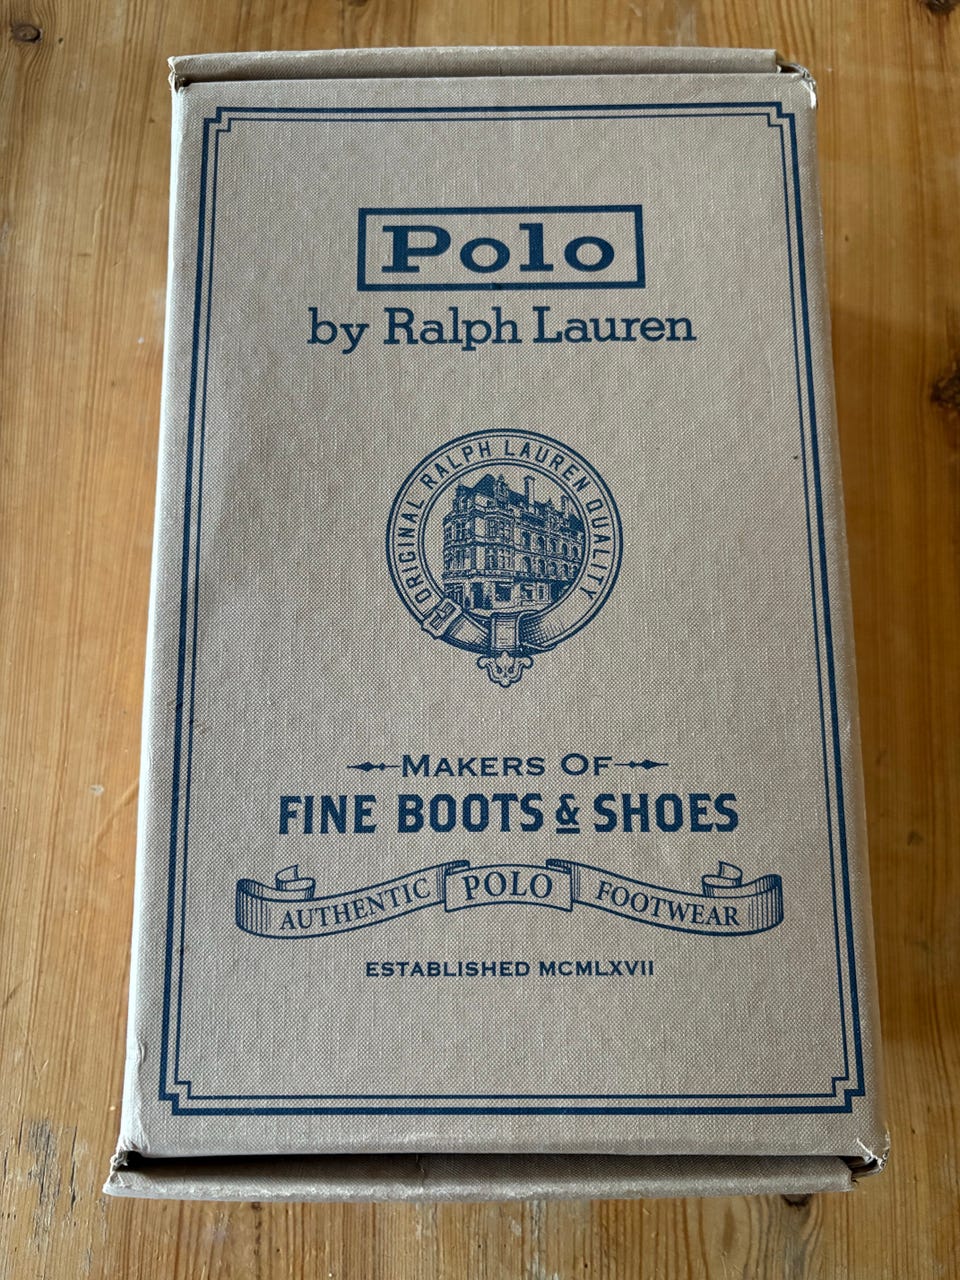 Polo
by Ralph Lauren
ORIGINAL RALPH LAUREN QUALITY
MAKERS OF
FINE BOOTS & SHOES
AUTHENTIC POLO FOOTWEAR
ESTABLISHED MCMLXVII